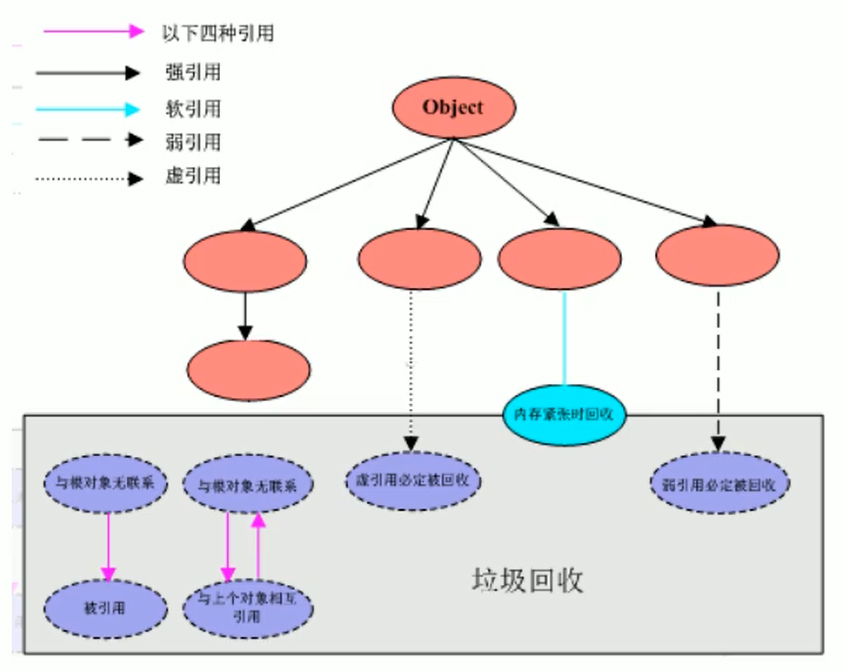 以下四种引用
强引用
软引用
弱引用
虚引用
Object
内存紧张时回收
与根对象无联系
与根对象无联系
虚引用必定被回收
弱引用必定被回收
垃圾回收
被引用
与上个对象相互
引用